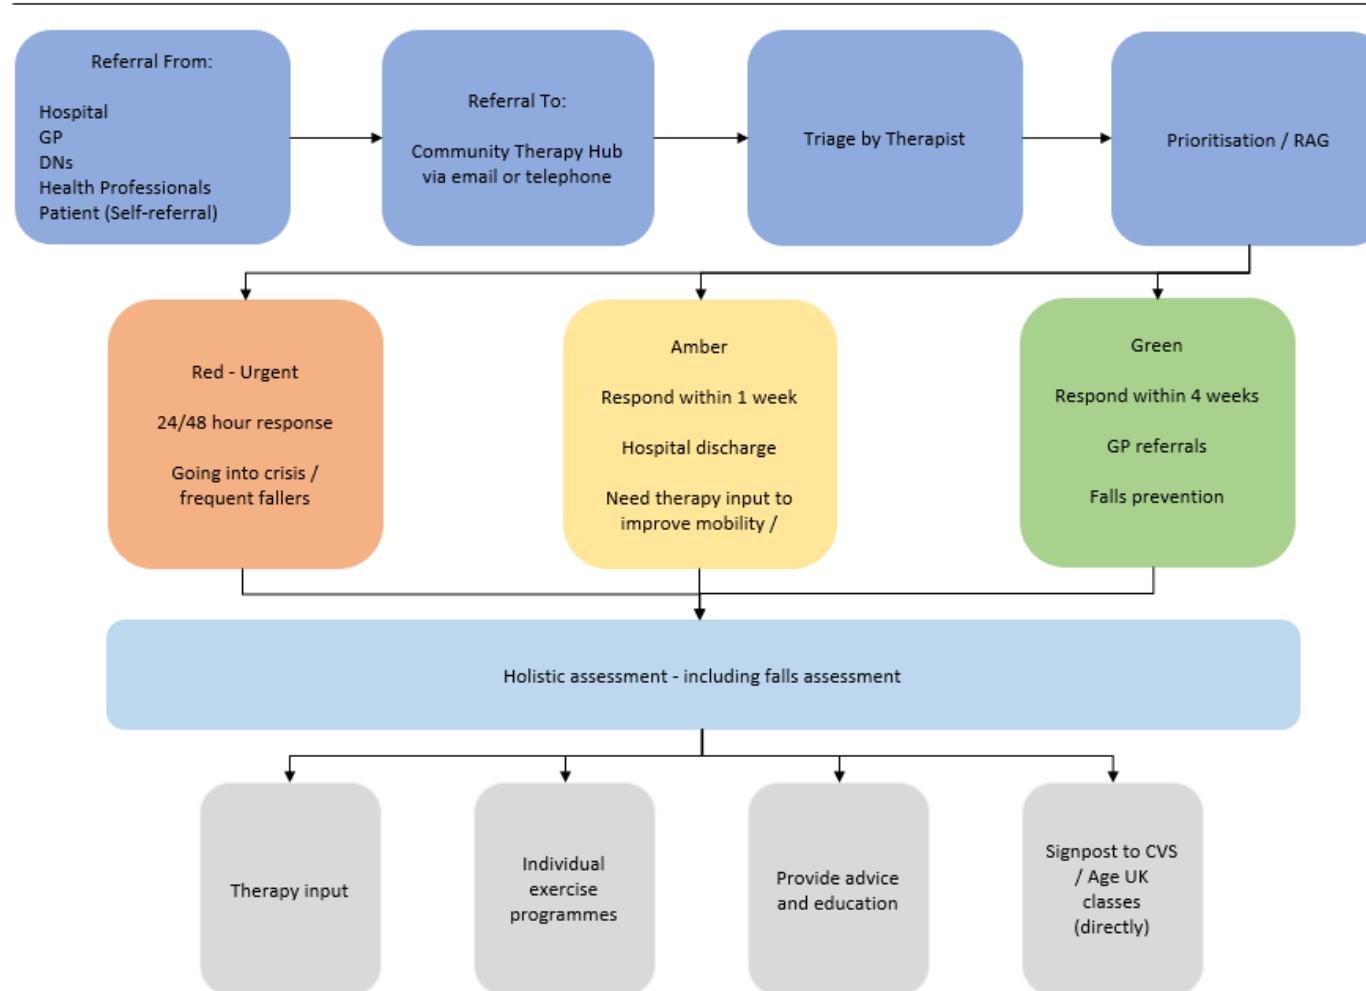 Referral From:
Hospital
GP
DNs
Health Professionals
Patient (Self-referral)
Referral To:
Community Therapy Hub
via email or telephone
Triage by Therapist
Prioritisation / RAG
Red - Urgent
24/48 hour response
Going into crisis /
frequent fallers
Amber
Respond within 1 week
Hospital discharge
Need therapy input to
improve mobility /
Green
Respond within 4 weeks
GP referrals
Falls prevention
Holistic assessment - including falls assessment
Therapy input
Individual
exercise
programmes
Provide advice
and education
Signpost to CVS
/ Age UK
classes
(directly)